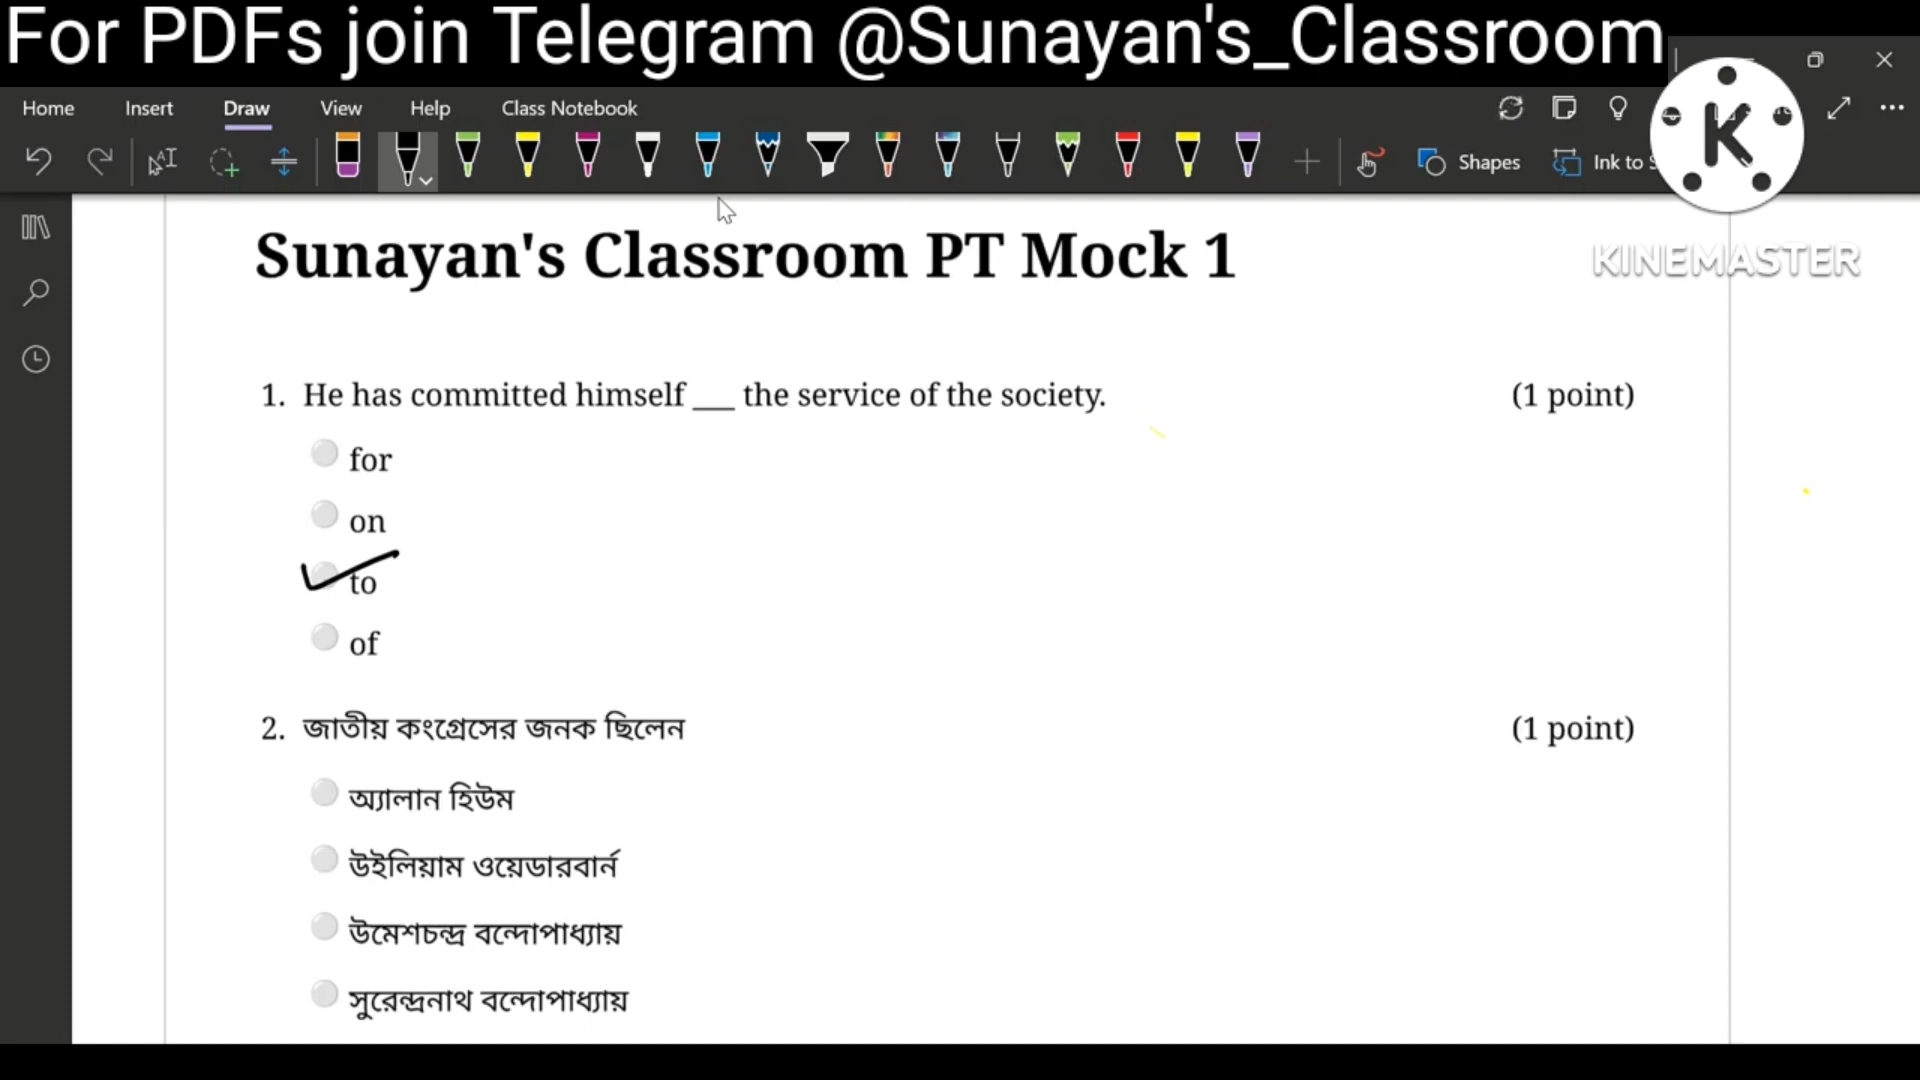 For PDFs join Telegram @Sunayan's_Classroom
Home Insert Draw View Help Class Notebook
Shapes Ink to
K
KINEMASTER
Sunayan's Classroom PT Mock 1
1. He has committed himself ___ the service of the society. (1 point)
for
on
to
of
2. জাতীয় কংগ্রেসের জনক ছিলেন (1 point)
অ্যালান হিউম
উইলিয়াম ওয়েডারবার্ন
উমেশচন্দ্র বন্দোপাধ্যায়
সুরেন্দ্রনাথ বন্দোপাধ্যায়